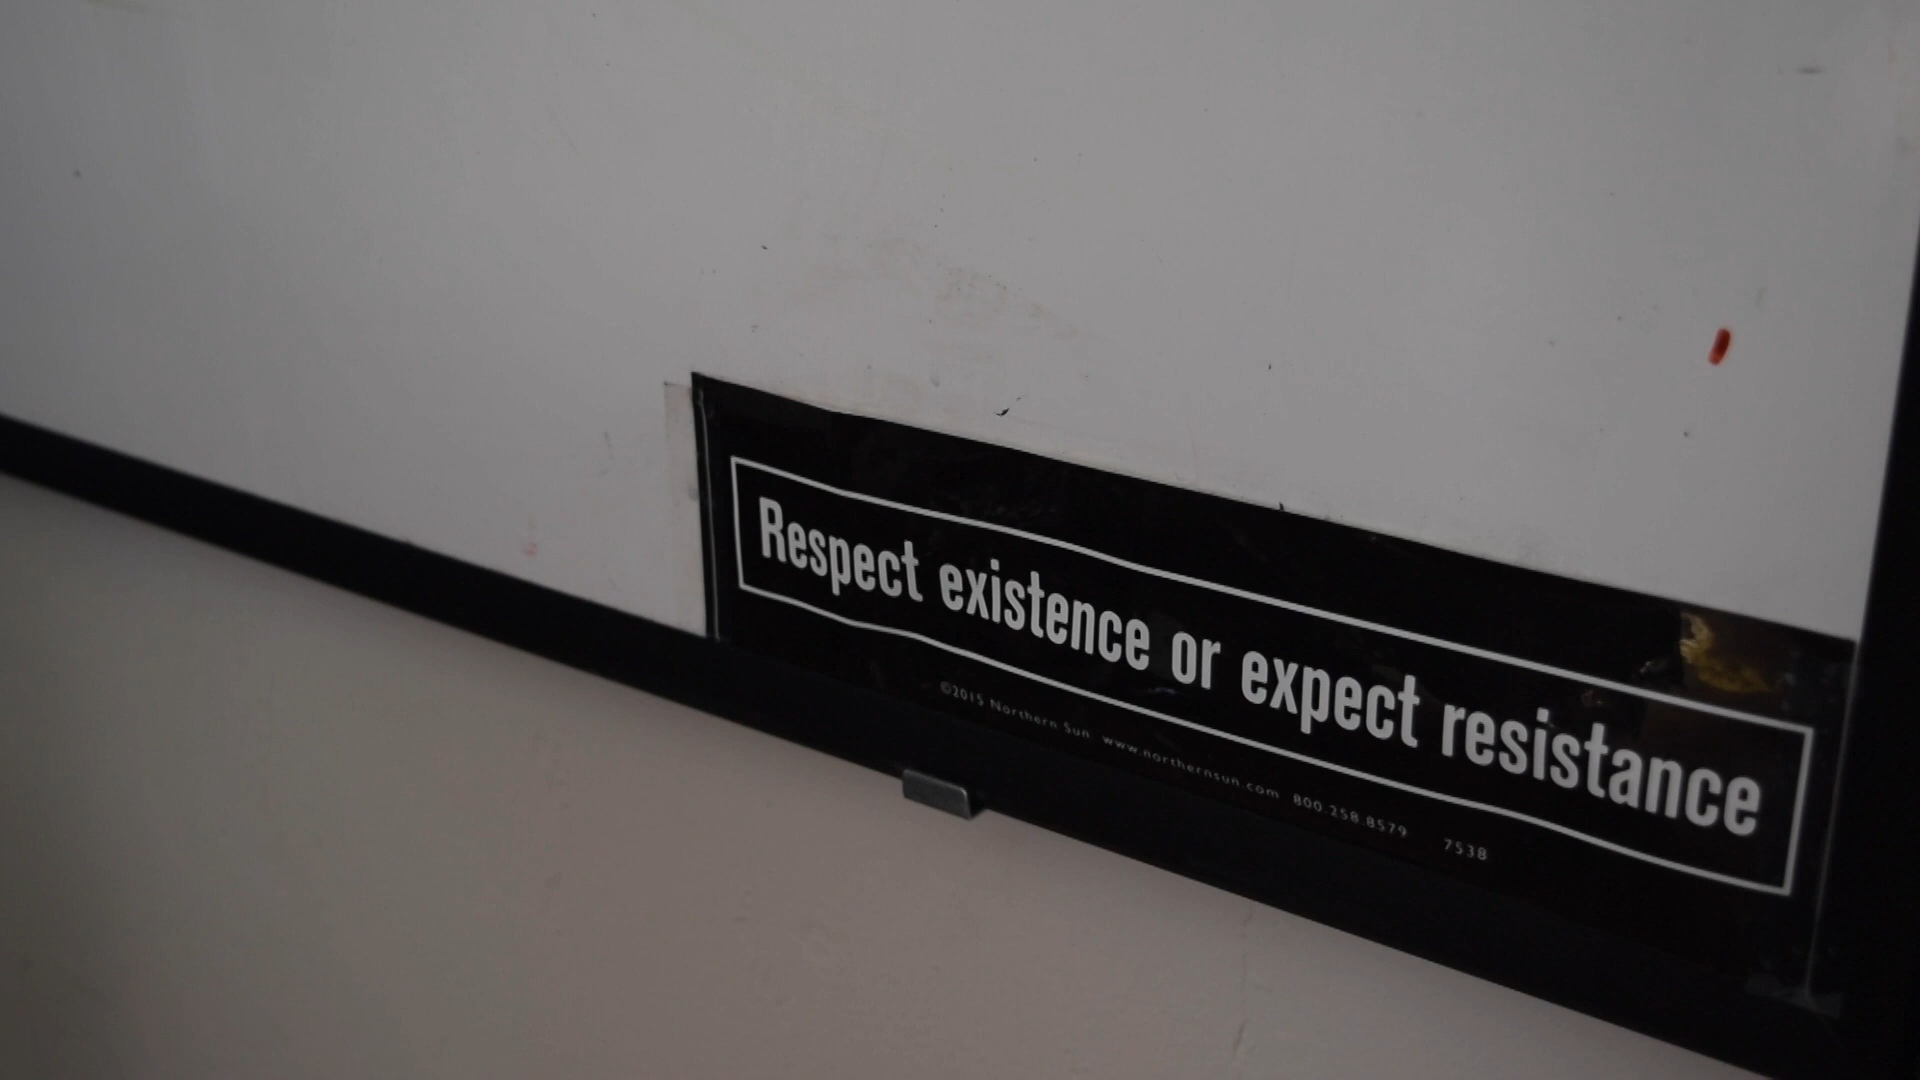 Respect existence or expect resistance
©2015 Northern Sun www.northernsun.com 800.258.8579 7538